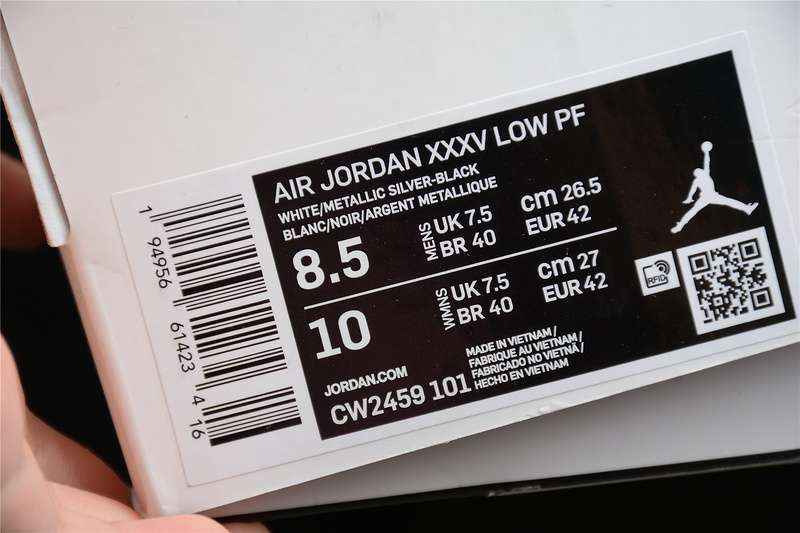 AIR JORDAN XXXV LOW PF
WHITE/METALLIC SILVER-BLACK
BLANC/NOIR/ARGENT METALLIQUE
8.5
MENS
UK 7.5
BR 40
cm 26.5
EUR 42
10
WMNS
UK 7.5
BR 40
cm 27
EUR 42
RFID
JORDAN.COM
CW2459 101
MADE IN VIETNAM /
FABRIQUE AU VIETNAM /
FABRICADO NO VIETNÃ /
HECHO EN VIETNAM
1 94956 61423 4 16